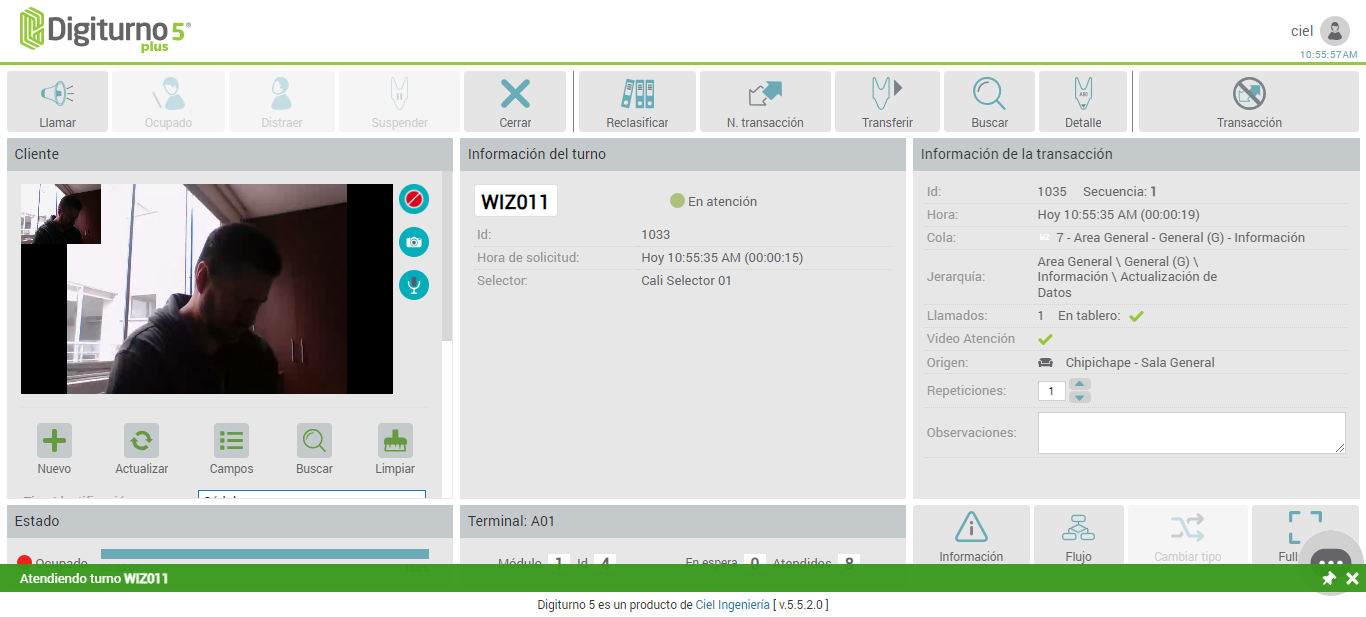 Digiturno 5®
plus
ciel
10:55:57AM
Llamar
Ocupado
Distraer
Suspender
Cerrar
Reclasificar
N. transacción
Transferir
Buscar
Detalle
Transacción
Cliente
Nuevo
Actualizar
Campos
Buscar
Limpiar
Información del turno
WIZ011
En atención
Id: 1033
Hora de solicitud: Hoy 10:55:35 AM (00:00:15)
Selector: Cali Selector 01
Información de la transacción
Id: 1035 Secuencia: 1
Hora: Hoy 10:55:35 AM (00:00:19)
Cola: 7 - Area General - General (G) - Información
Jerarquía: Area General \ General (G) \
Información \ Actualización de
Datos
Llamados: 1 En tablero:
Video Atención
Origen: Chipichape - Sala General
Repeticiones: 1
Observaciones:
Estado
Ocupado
Terminal: A01
Módulo 1 Id 4 En espera 0 Atendidos 8
Información
Flujo
Cambiar tipo
Full
Atendiendo turno WIZ011
Digiturno 5 es un producto de Ciel Ingeniería [ v.5.5.2.0 ]